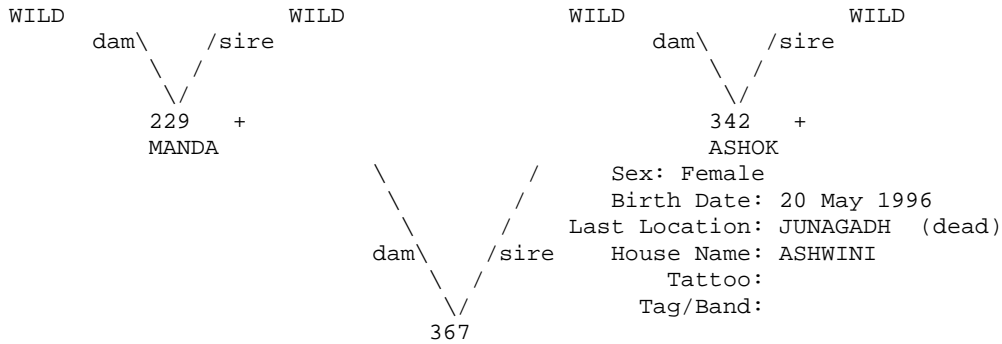 WILD WILD WILD WILD
dam\ /sire dam\ /sire
\ / \ /
\/ \/
229 + 342 +
MANDA ASHOK
\ / Sex: Female
\ / Birth Date: 20 May 1996
\ / Last Location: JUNAGADH (dead)
dam\ /sire House Name: ASHWINI
\ / Tattoo:
\/ Tag/Band:
367